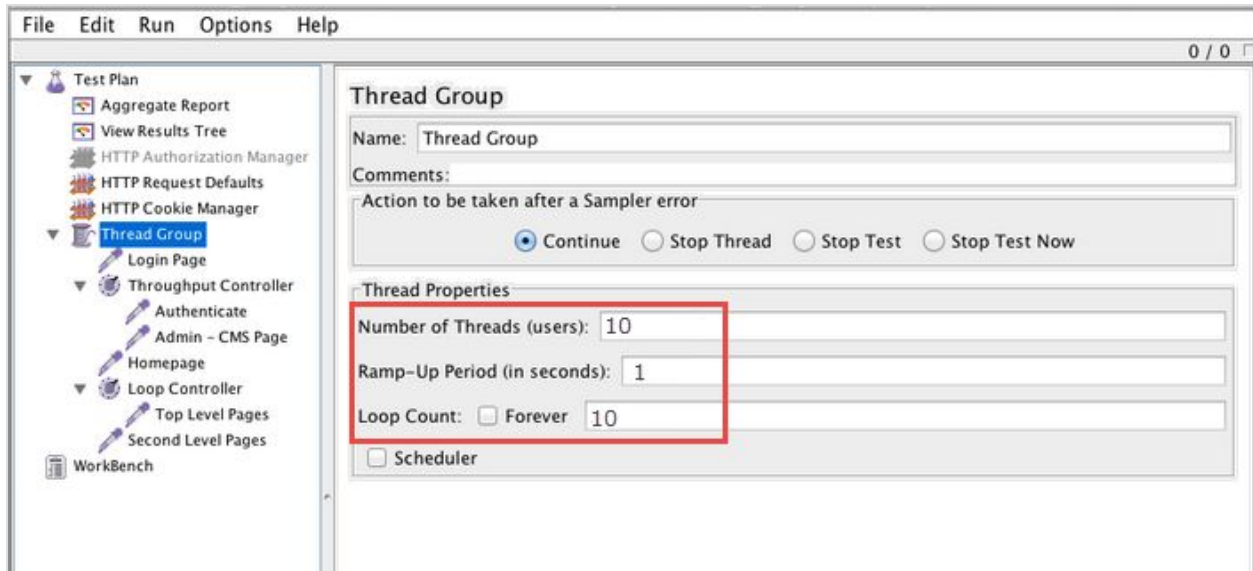 File Edit Run Options Help
0 / 0
Test Plan
Aggregate Report
View Results Tree
HTTP Authorization Manager
HTTP Request Defaults
HTTP Cookie Manager
Thread Group
Login Page
Throughput Controller
Authenticate
Admin - CMS Page
Homepage
Loop Controller
Top Level Pages
Second Level Pages
WorkBench
Thread Group
Name: Thread Group
Comments:
Action to be taken after a Sampler error
Continue Stop Thread Stop Test Stop Test Now
Thread Properties
Number of Threads (users): 10
Ramp-Up Period (in seconds): 1
Loop Count: Forever 10
Scheduler